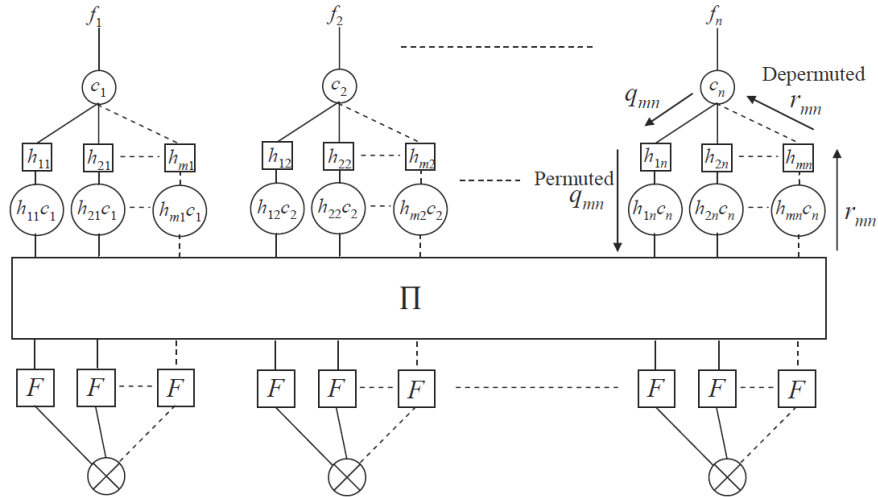 f₁ f₂ fₙ
c₁ c₂ cₙ
qₘₙ Depermuted
rₘₙ
h₁₁ h₂₁ hₘ₁ h₁₂ h₂₂ hₘ₂ h₁ₙ h₂ₙ hₘₙ
Permuted
qₘₙ
h₁₁c₁ h₂₁c₁ hₘ₁c₁ h₁₂c₂ h₂₂c₂ hₘ₂c₂ h₁ₙcₙ h₂ₙcₙ hₘₙcₙ
rₘₙ
Π
F F F F F F F F F